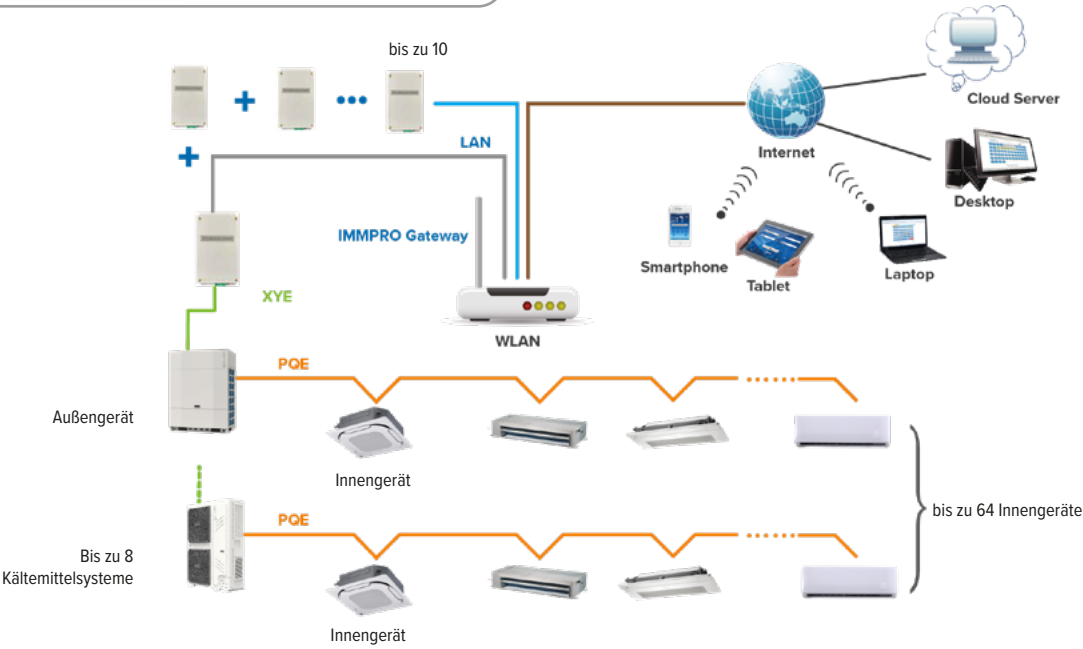 bis zu 10
Cloud Server
LAN
Internet
Desktop
IMMPRO Gateway
Smartphone
Tablet
Laptop
XYE
WLAN
PQE
Außengerät
Innengerät
bis zu 64 Innengeräte
PQE
Bis zu 8
Kältemittelsysteme
Innengerät